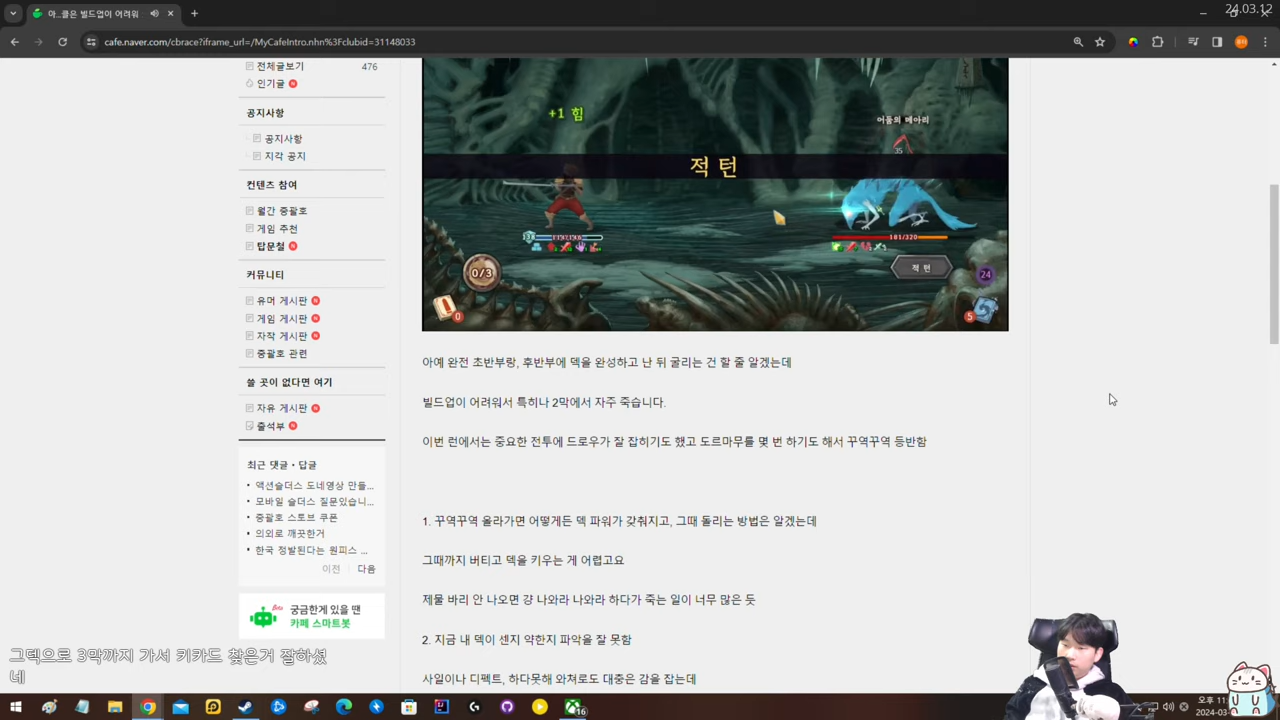 24.03.12
아..클은 빌드업이 어려워
cafe.naver.com/cbrace?iframe_url=/MyCafeIntro.nhn%3Fclubid=31148033
전체글보기 476
인기글
공지사항
공지사항
지각 공지
컨텐츠 참여
월간 중괄호
게임 추천
탑문철
커뮤니티
유머 게시판
게임 게시판
자작 게시판
중괄호 관련
쓸 곳이 없다면 여기
자유 게시판
출석부
최근 댓글・답글
액션슬더스 도네영상 만들...
모바일 슬더스 질문있습니...
중괄호 스토브 쿠폰
의외로 깨끗한거
한국 정발된다는 원피스 ...
이전 다음
궁금한게 있을 땐
카페 스마트봇
+1 힘
어둠의 메아리
35
적 턴
181/320
0/3
적 턴
24
0
5
아예 완전 초반부랑, 후반부에 덱을 완성하고 난 뒤 굴리는 건 할 줄 알겠는데
빌드업이 어려워서 특히나 2막에서 자주 죽습니다.
이번 런에서는 중요한 전투에 드로우가 잘 잡히기도 했고 도르마무를 몇 번 하기도 해서 꾸역꾸역 등반함
1. 꾸역꾸역 올라가면 어떻게든 덱 파워가 갖춰지고, 그때 돌리는 방법은 알겠는데
그때까지 버티고 덱을 키우는 게 어렵고요
제물 바리 안 나오면 걍 나와라 나와라 하다가 죽는 일이 너무 많은 듯
2. 지금 내 덱이 센지 약한지 파악을 잘 못함
사일이나 디펙트, 하다못해 와쳐로도 대충은 감을 잡는데
그덱으로 3막까지 가서 키카드 찾은거 잘하셨
네
16